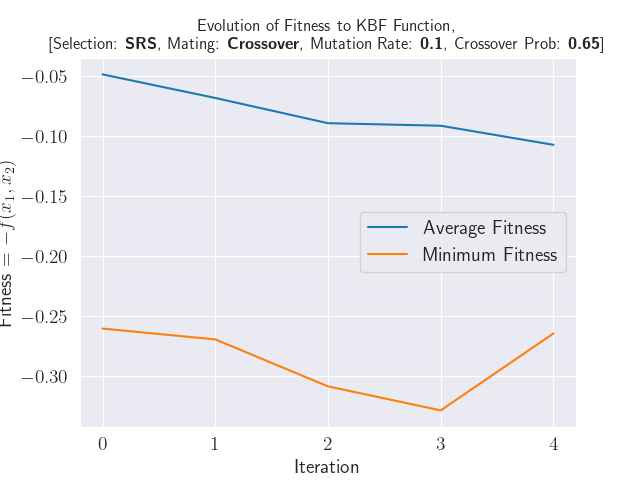 Evolution of Fitness to KBF Function,
[Selection: SRS, Mating: Crossover, Mutation Rate: 0.1, Crossover Prob: 0.65]
Fitness = −f(x₁, x₂)
−0.05
−0.10
−0.15
−0.20
−0.25
−0.30
Average Fitness
Minimum Fitness
0 1 2 3 4
Iteration